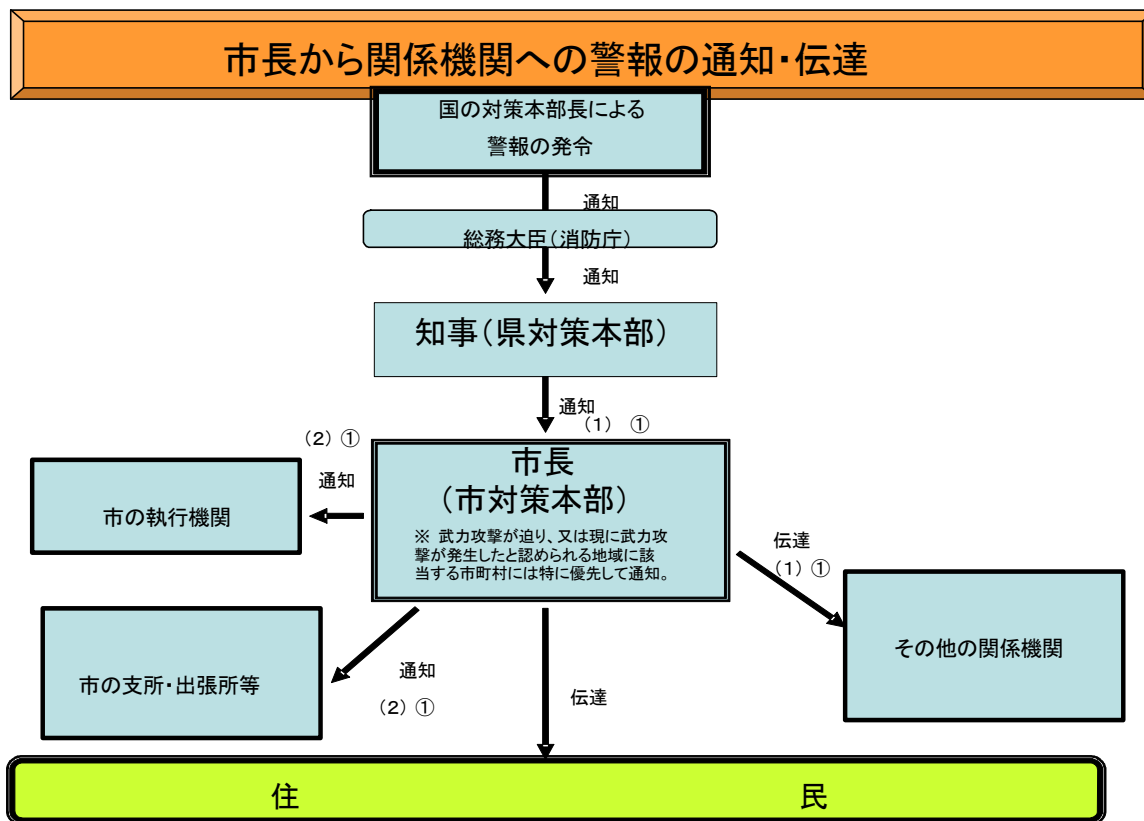 市長から関係機関への警報の通知・伝達
国の対策本部長による
警報の発令
通知
総務大臣（消防庁）
通知
知事（県対策本部）
通知
（1） ①
（2） ①
通知
市の執行機関
市長
（市対策本部）
※ 武力攻撃が迫り、又は現に武力攻
撃が発生したと認められる地域に該
当する市町村には特に優先して通知。
伝達
（1） ①
その他の関係機関
市の支所・出張所等
通知
（2） ①
伝達
住 民